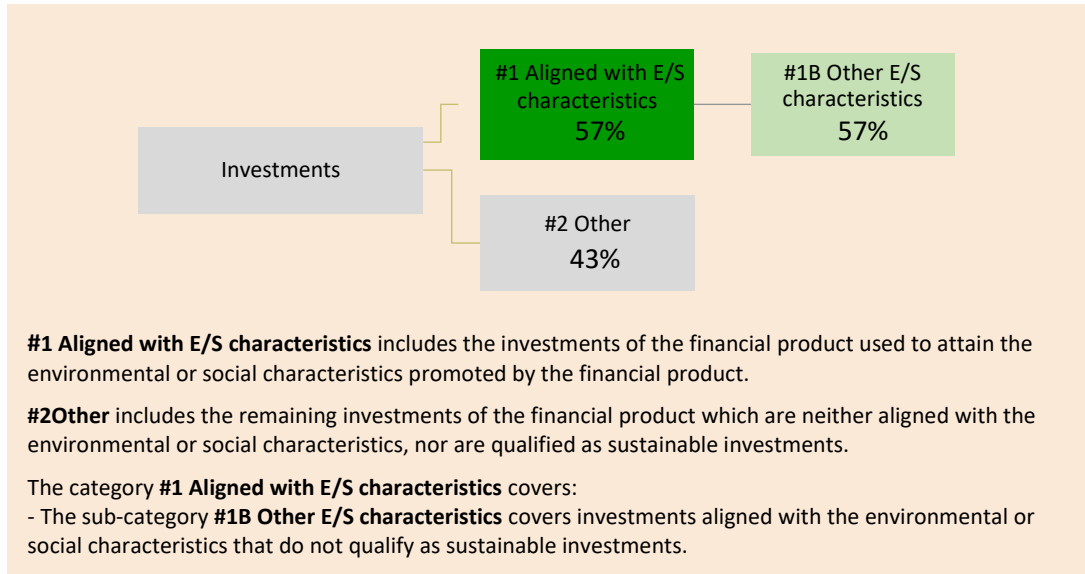 #1 Aligned with E/S
characteristics
57%
#1B Other E/S
characteristics
57%
Investments
#2 Other
43%
#1 Aligned with E/S characteristics includes the investments of the financial product used to attain the
environmental or social characteristics promoted by the financial product.
#2Other includes the remaining investments of the financial product which are neither aligned with the
environmental or social characteristics, nor are qualified as sustainable investments.
The category #1 Aligned with E/S characteristics covers:
- The sub-category #1B Other E/S characteristics covers investments aligned with the environmental or
social characteristics that do not qualify as sustainable investments.